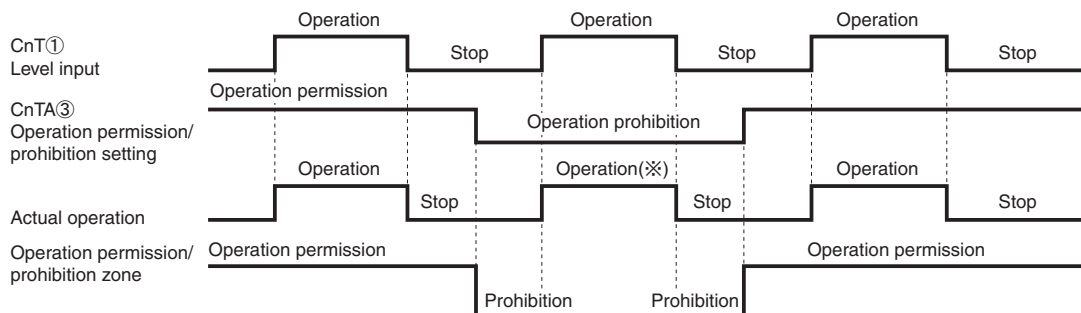 Operation Operation Operation
CnT① Stop Stop Stop
Level input
Operation permission
CnTA③
Operation permission/ Operation prohibition
prohibition setting
Operation Operation(※) Operation
Actual operation Stop Stop Stop
Operation permission/ Operation permission Operation permission
prohibition zone
Prohibition Prohibition